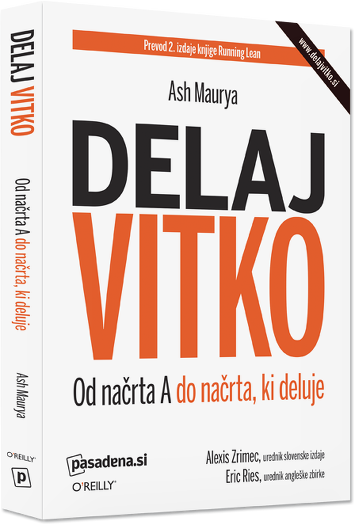 Prevod 2. izdaje knjige Running Lean
www.delajvitko.si
Ash Maurya
DELAJ
VITKO
Od načrta A do načrta, ki deluje
Alexis Zrimec, urednik slovenske izdaje
Eric Ries, urednik angleške zbirke
pasadena.si
O'REILLY®
DELAJ VITKO
Od načrta A do načrta, ki deluje
Ash Maurya
O'REILLY®
p